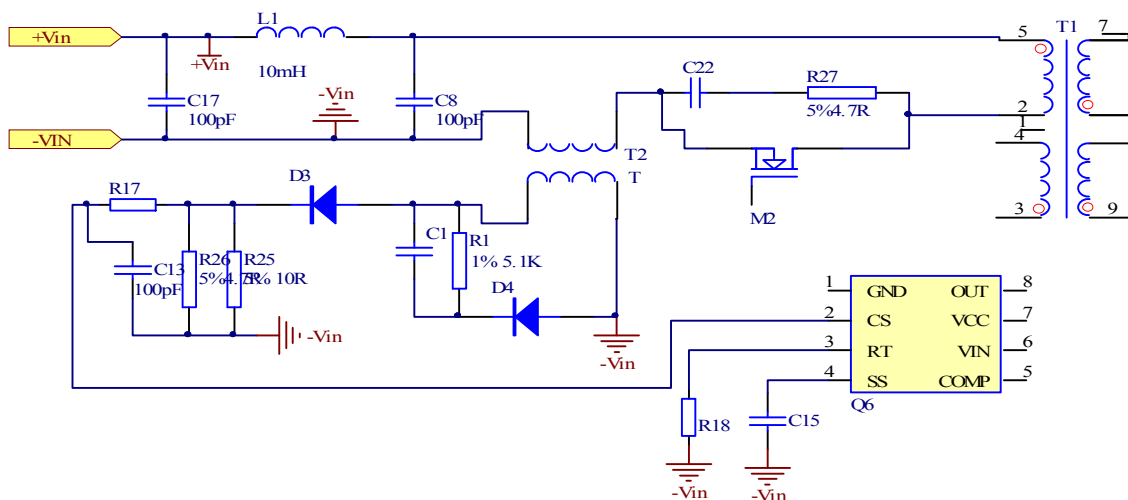 L1
T1
7
5
+Vin
+Vin
10mH
-Vin
C17
100pF
C8
100pF
C22
R27
5%4.7R
2
1
4
-VIN
T2
T
D3
R17
M2
3
9
C1
R1
1% 5.1K
R26
5%4.7R
R25
5% 10R
C13
100pF
D4
-Vin
-Vin
1 GND OUT 8
2 CS VCC 7
3 RT VIN 6
4 SS COMP 5
Q6
R18
C15
-Vin
-Vin